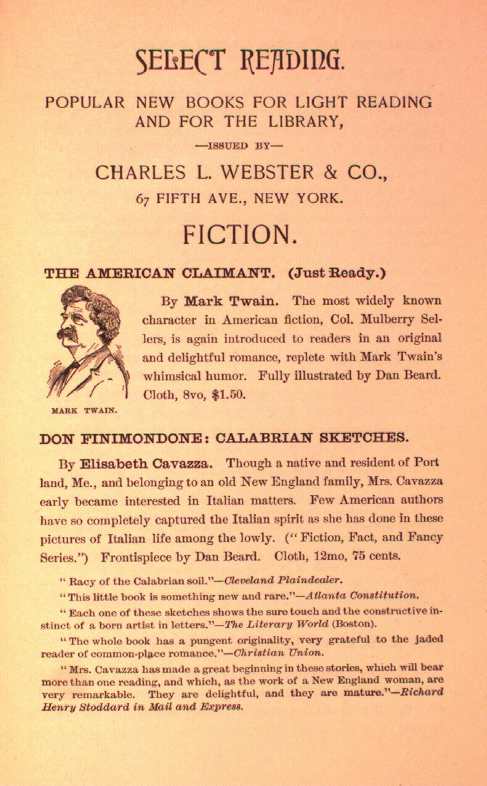 SELECT READING.
POPULAR NEW BOOKS FOR LIGHT READING
AND FOR THE LIBRARY,
—ISSUED BY—
CHARLES L. WEBSTER & CO.,
67 FIFTH AVE., NEW YORK.
FICTION.
THE AMERICAN CLAIMANT. (Just Ready.)
By Mark Twain. The most widely known
character in American fiction, Col. Mulberry Sel-
lers, is again introduced to readers in an original
and delightful romance, replete with Mark Twain's
whimsical humor. Fully illustrated by Dan Beard.
Cloth, 8vo, $1.50.
MARK TWAIN.
DON FINIMONDONE: CALABRIAN SKETCHES.
By Elisabeth Cavazza. Though a native and resident of Port
land, Me., and belonging to an old New England family, Mrs. Cavazza
early became interested in Italian matters. Few American authors
have so completely captured the Italian spirit as she has done in these
pictures of Italian life among the lowly. (“Fiction, Fact, and Fancy
Series.”) Frontispiece by Dan Beard. Cloth, 12mo, 75 cents.
“Racy of the Calabrian soil.”—Cleveland Plaindealer.
“This little book is something new and rare.”—Atlanta Constitution.
“Each one of these sketches shows the sure touch and the constructive in-
stinct of a born artist in letters.”—The Literary World (Boston).
“The whole book has a pungent originality, very grateful to the jaded
reader of common-place romance.”—Christian Union.
“Mrs. Cavazza has made a great beginning in these stories, which will bear
more than one reading, and which, as the work of a New England woman, are
very remarkable. They are delightful, and they are mature.”—Richard
Henry Stoddard in Mail and Express.